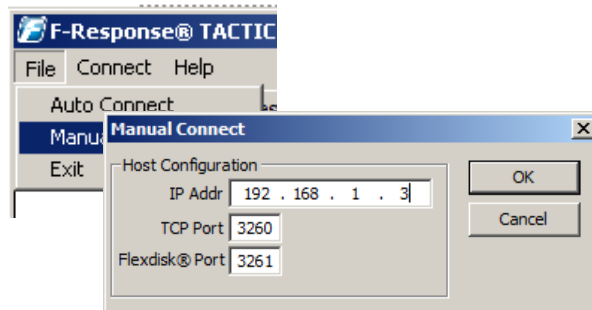 F-Response® TACTIC
File Connect Help
Auto Connect
Manu
Exit
Manual Connect
Host Configuration
IP Addr 192 . 168 . 1 . 3
TCP Port 3260
Flexdisk® Port 3261
OK
Cancel